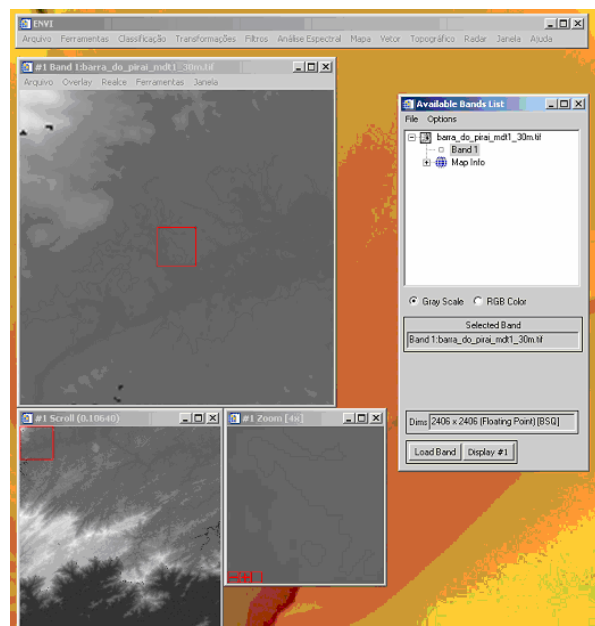 ENVI
Arquivo Ferramentas Classificação Transformações Filtros Análise Espectral Mapa Vetor Topográfico Radar Janela Ajuda
#1 Band 1:barra_do_pirai_mdt1_30m.tif
Arquivo Overlay Realce Ferramentas Janela
Available Bands List
File Options
barra_do_pirai_mdt1_30m.tif
Band 1
Map Info
Gray Scale RGB Color
Selected Band
Band 1:barra_do_pirai_mdt1_30m.tif
#1 Scroll (0.10640)
#1 Zoom [4x]
Dims 2406 x 2406 (Floating Point) [BSQ]
Load Band Display #1